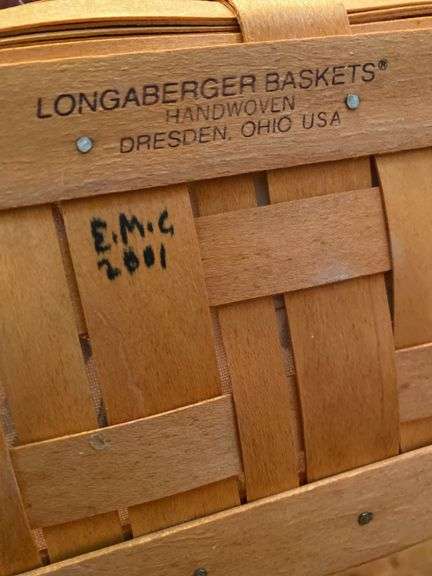 LONGABERGER BASKETS®
HANDWOVEN
DRESDEN, OHIO USA
E.M.C
2001